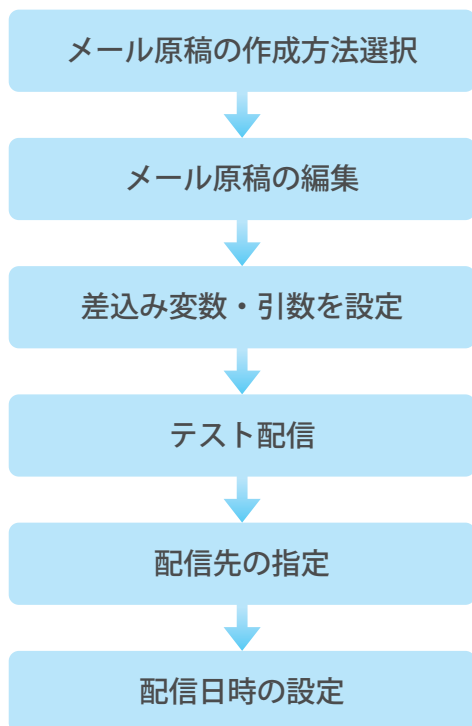 メール原稿の作成方法選択
メール原稿の編集
差込み変数・引数を設定
テスト配信
配信先の指定
配信日時の設定